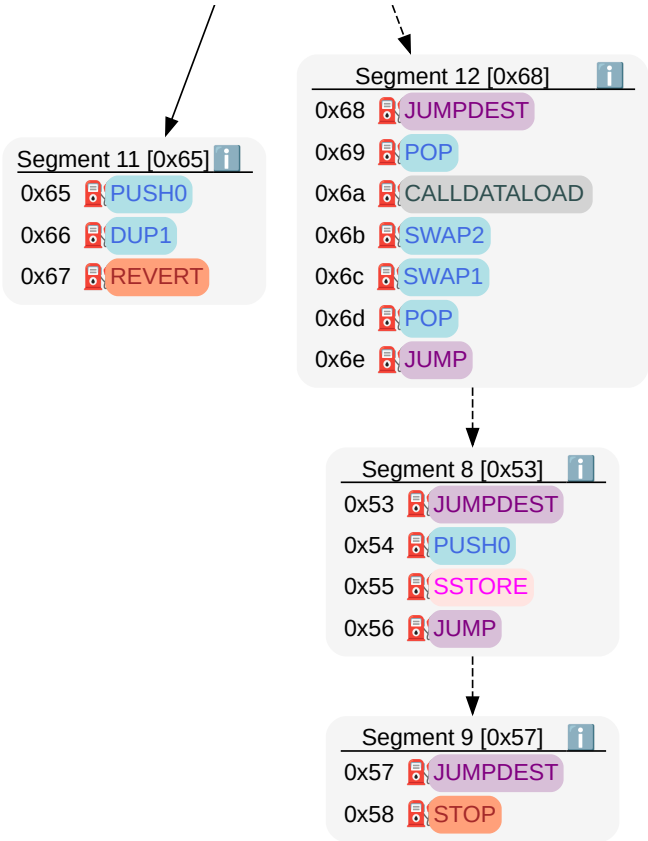 Segment 11 [0x65] ℹ️
0x65 ⛽ PUSH0
0x66 ⛽ DUP1
0x67 ⛽ REVERT
Segment 12 [0x68] ℹ️
0x68 ⛽ JUMPDEST
0x69 ⛽ POP
0x6a ⛽ CALLDATALOAD
0x6b ⛽ SWAP2
0x6c ⛽ SWAP1
0x6d ⛽ POP
0x6e ⛽ JUMP
Segment 8 [0x53] ℹ️
0x53 ⛽ JUMPDEST
0x54 ⛽ PUSH0
0x55 ⛽ SSTORE
0x56 ⛽ JUMP
Segment 9 [0x57] ℹ️
0x57 ⛽ JUMPDEST
0x58 ⛽ STOP